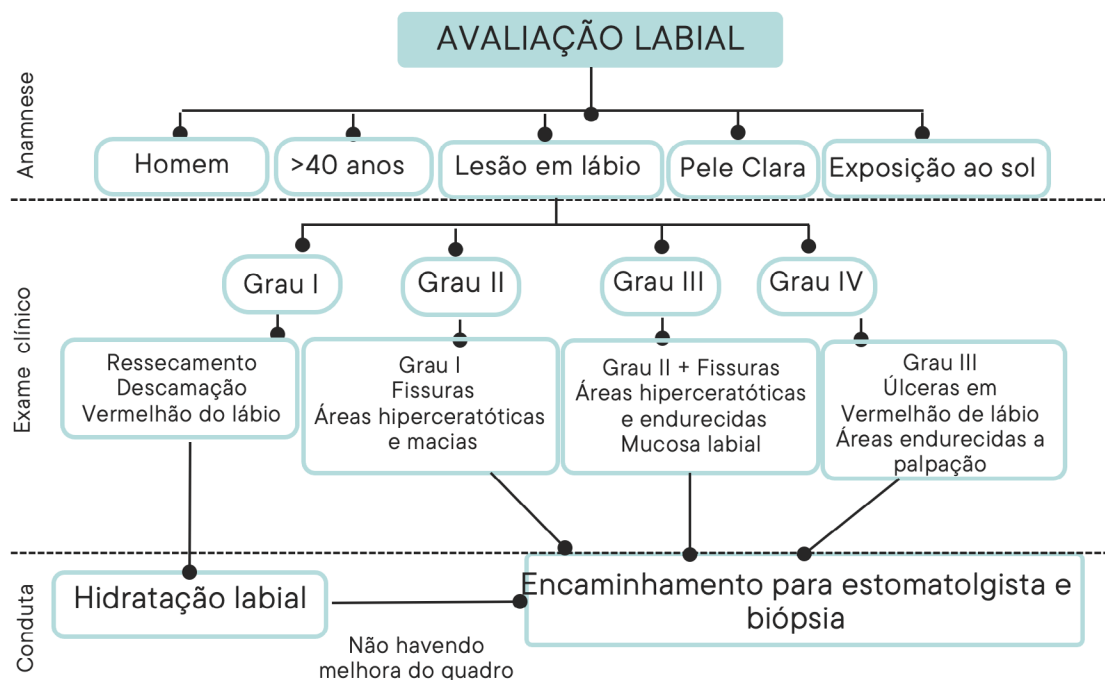 AVALIAÇÃO LABIAL
Anamnese
Homem
>40 anos
Lesão em lábio
Pele Clara
Exposição ao sol
Exame clínico
Grau I
Grau II
Grau III
Grau IV
Ressecamento
Descamação
Vermelhão do lábio
Grau I
Fissuras
Áreas hiperceratóticas
e macias
Grau II + Fissuras
Áreas hiperceratóticas
e endurecidas
Mucosa labial
Grau III
Úlceras em
Vermelhão de lábio
Áreas endurecidas a
palpação
Conduta
Hidratação labial
Não havendo
melhora do quadro
Encaminhamento para estomatolgista e
biópsia